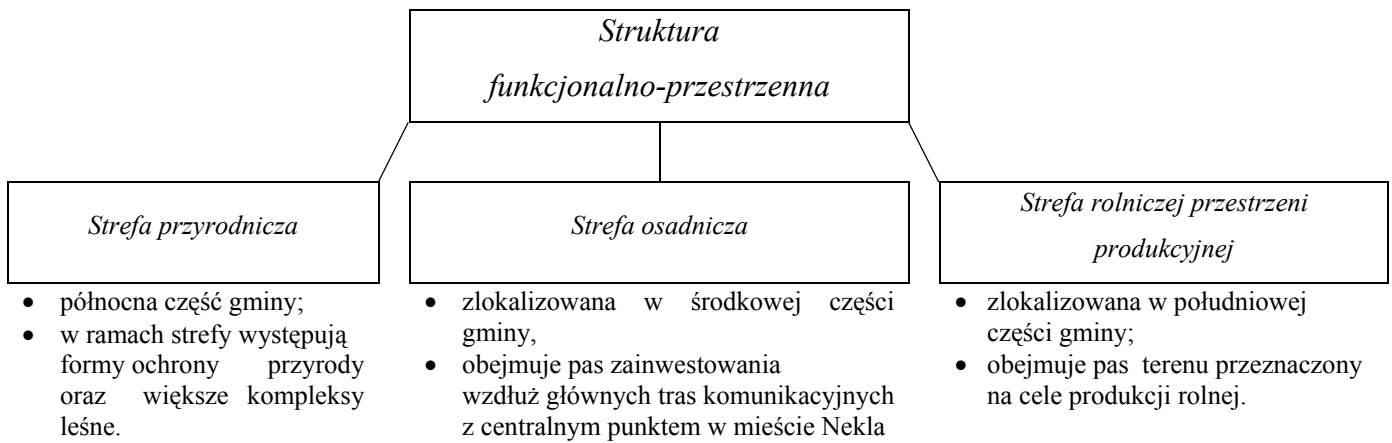 Struktura
funkcjonalno-przestrzenna
Strefa przyrodnicza
• północna część gminy;
• w ramach strefy występują
formy ochrony przyrody
oraz większe kompleksy
leśne.
Strefa osadnicza
• zlokalizowana w środkowej części
gminy,
• obejmuje pas zainwestowania
wzdłuż głównych tras komunikacyjnych
z centralnym punktem w mieście Nekla
Strefa rolniczej przestrzeni
produkcyjnej
• zlokalizowana w południowej
części gminy;
• obejmuje pas terenu przeznaczony
na cele produkcji rolnej.